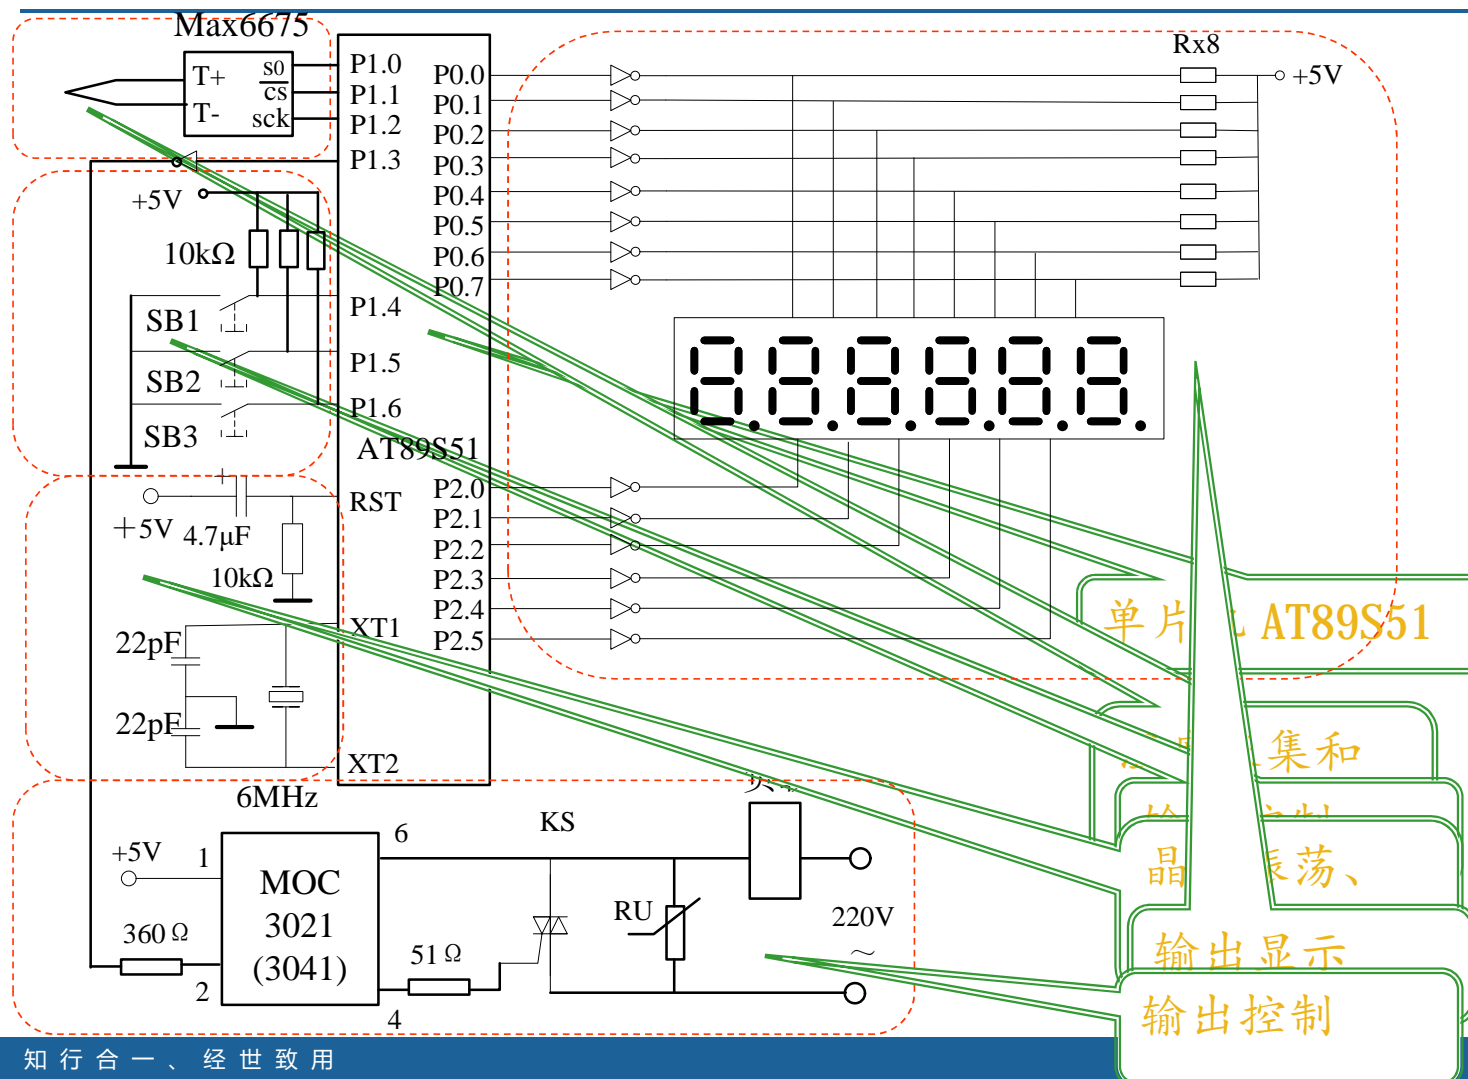 Max6675
T+
T-
s0
cs
sck
P1.0
P1.1
P1.2
P1.3
P1.4
P1.5
P1.6
AT89S51
RST
XT1
XT2
P0.0
P0.1
P0.2
P0.3
P0.4
P0.5
P0.6
P0.7
P2.0
P2.1
P2.2
P2.3
P2.4
P2.5
Rx8
+5V
+5V
10kΩ
SB1
SB2
SB3
+
+5V
4.7μF
10kΩ
22pF
22pF
6MHz
+5V
1
360Ω
2
MOC
3021
(3041)
6
4
51Ω
KS
RU
220V
～
单片 AT89S51
集和
晶 振荡、
输出显示
输出控制
知行合一、经世致用